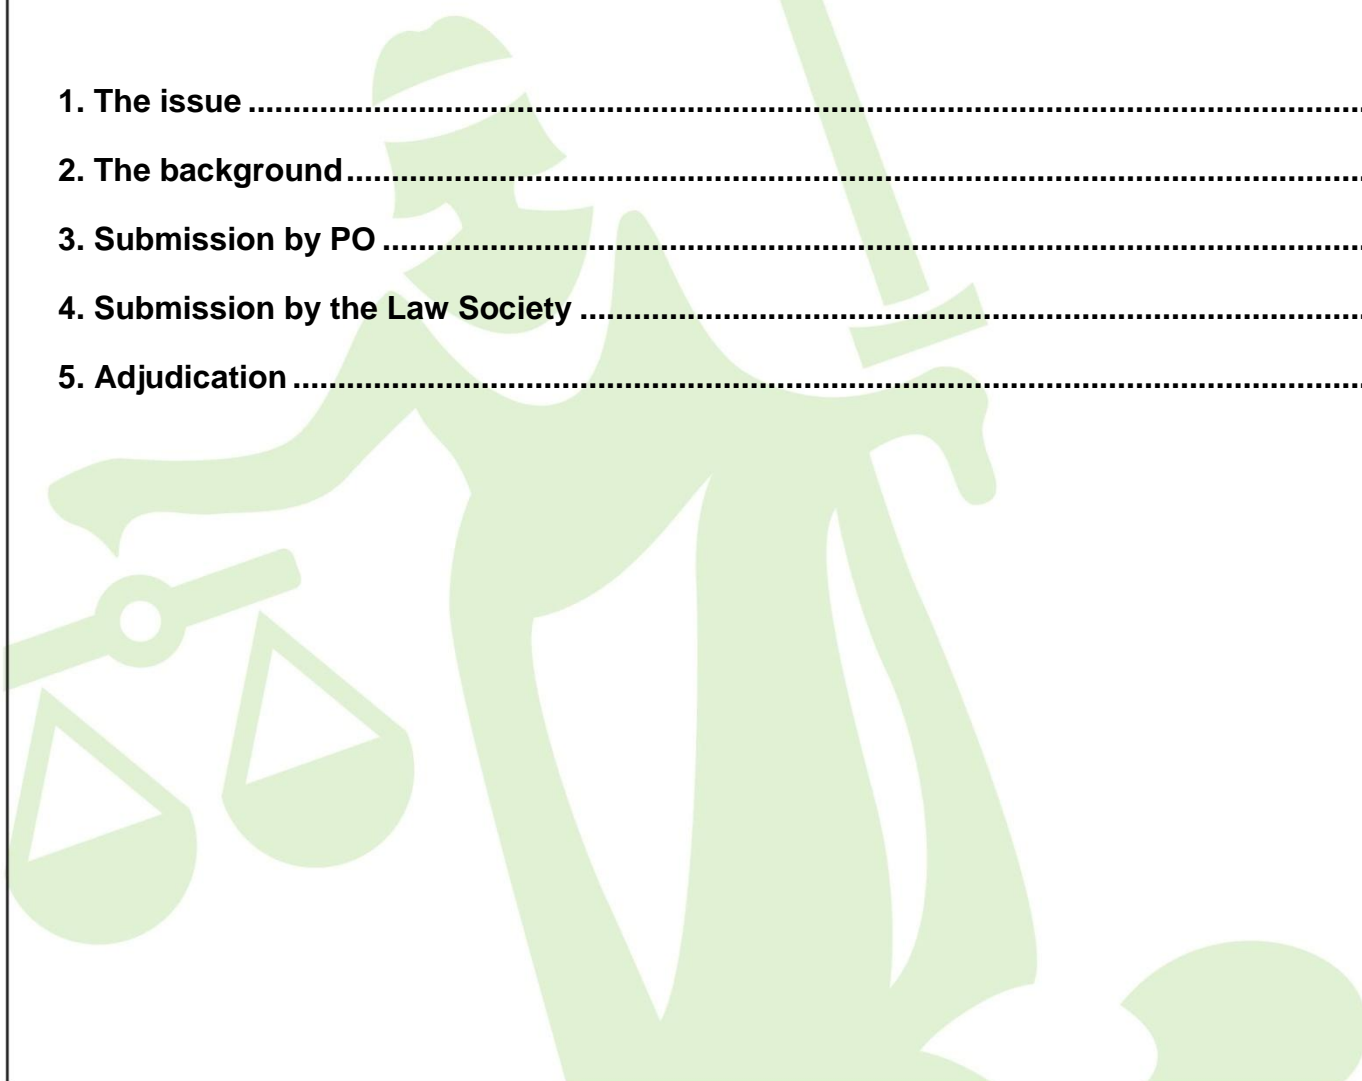 1. The issue ........................................................................................................................
2. The background ............................................................................................................
3. Submission by PO ........................................................................................................
4. Submission by the Law Society .................................................................................
5. Adjudication ...................................................................................................................